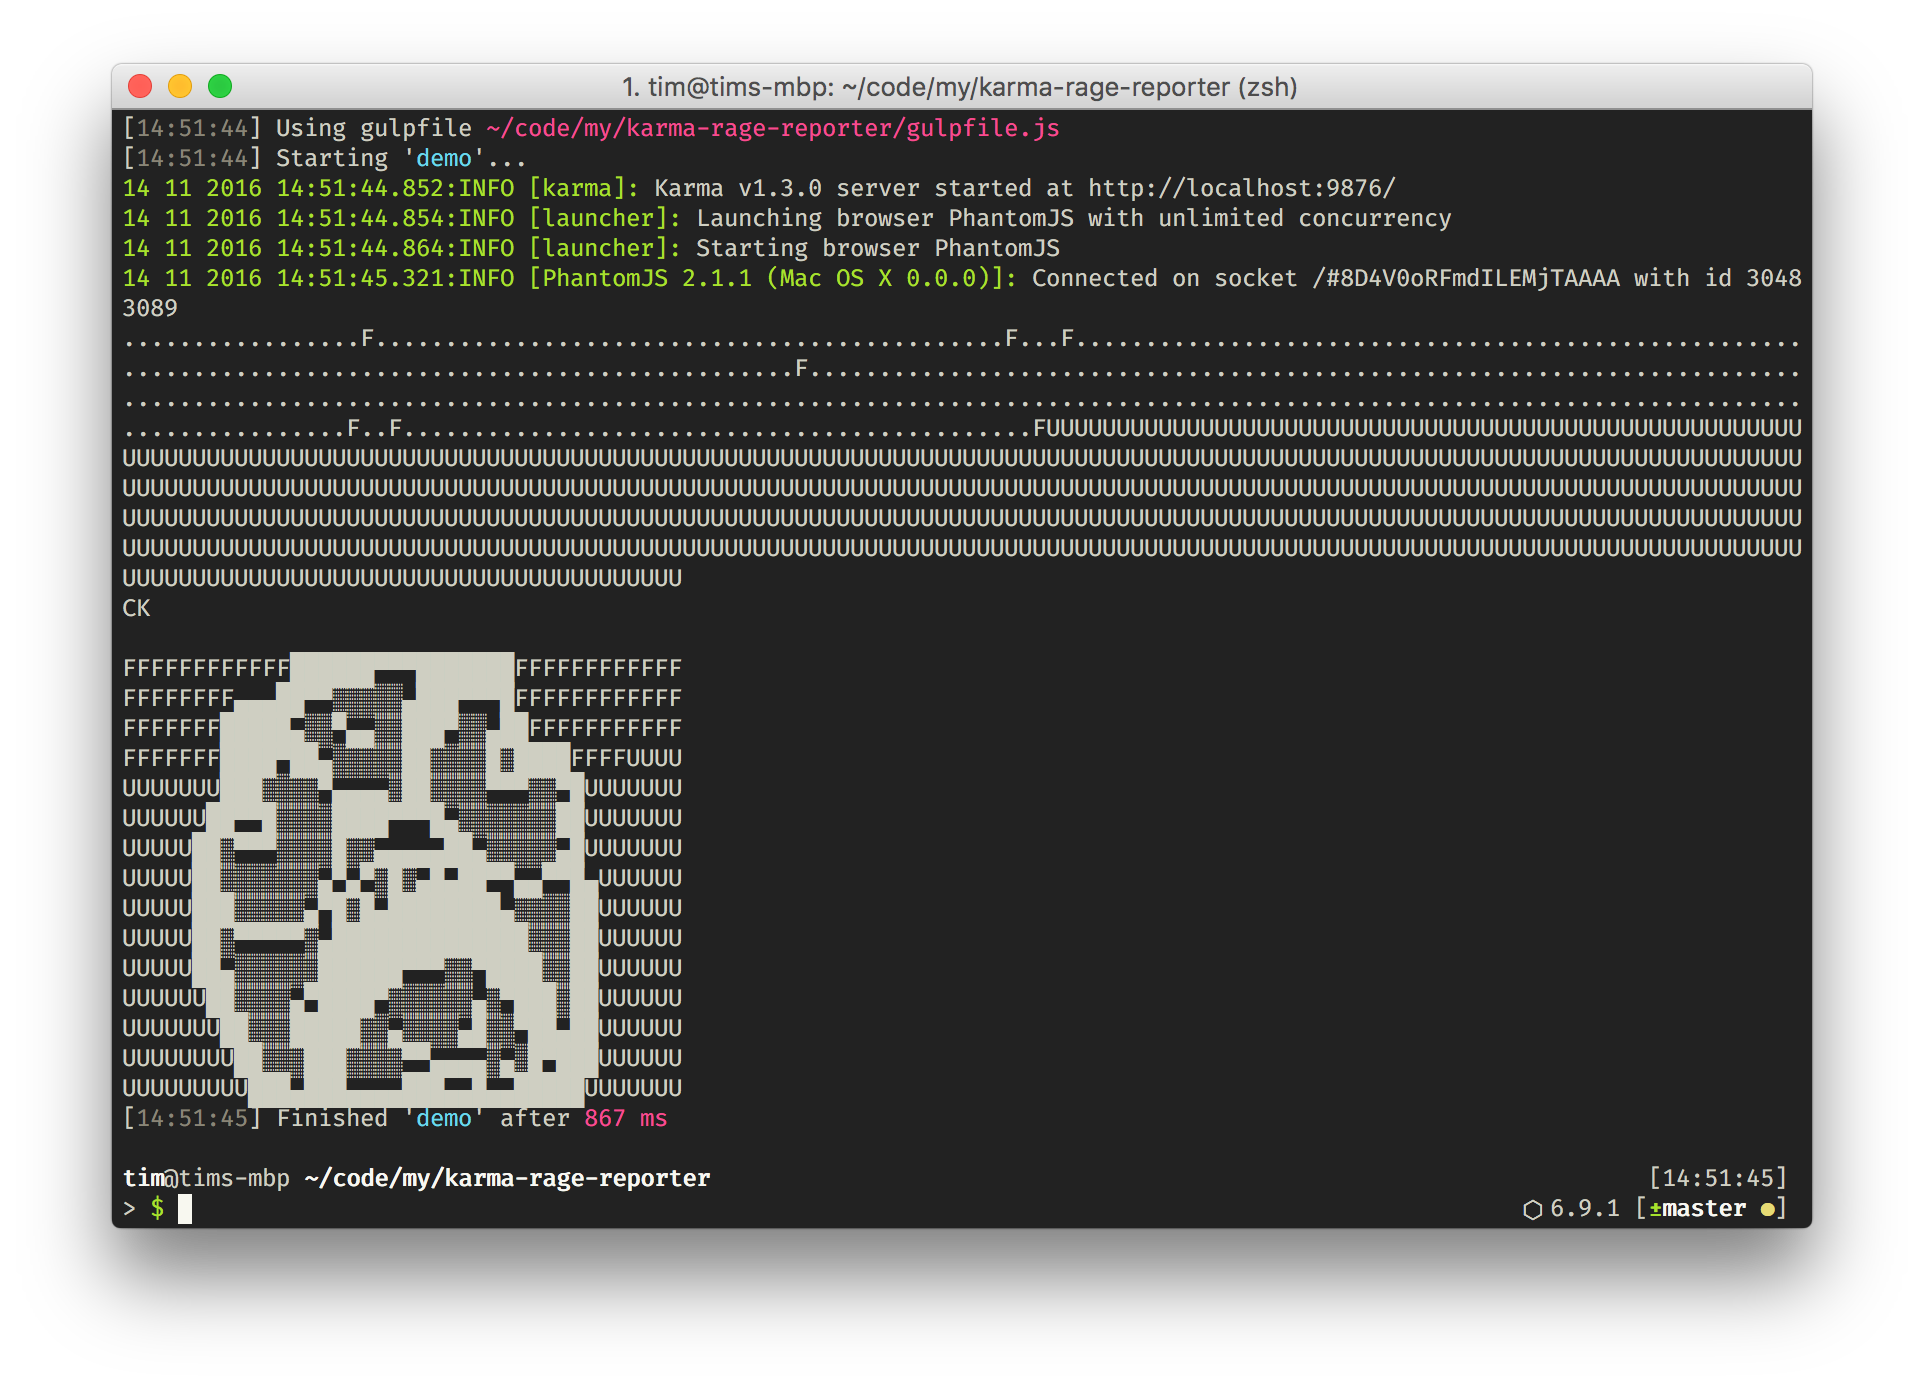 1. tim@tims-mbp: ~/code/my/karma-rage-reporter (zsh)
[14:51:44] Using gulpfile ~/code/my/karma-rage-reporter/gulpfile.js
[14:51:44] Starting 'demo'...
14 11 2016 14:51:44.852:INFO [karma]: Karma v1.3.0 server started at http://localhost:9876/
14 11 2016 14:51:44.854:INFO [launcher]: Launching browser PhantomJS with unlimited concurrency
14 11 2016 14:51:44.864:INFO [launcher]: Starting browser PhantomJS
14 11 2016 14:51:45.321:INFO [PhantomJS 2.1.1 (Mac OS X 0.0.0)]: Connected on socket /#8D4V0oRFmdILEMjTAAAA with id 3048
3089
.................F.............................................F...F....................................................
................................................F.......................................................................
........................................................................................................................
................F..F.............................................FUUUUUUUUUUUUUUUUUUUUUUUUUUUUUUUUUUUUUUUUUUUUUUUUUUUUUU
UUUUUUUUUUUUUUUUUUUUUUUUUUUUUUUUUUUUUUUUUUUUUUUUUUUUUUUUUUUUUUUUUUUUUUUUUUUUUUUUUUUUUUUUUUUUUUUUUUUUUUUUUUUUUUUUUUUUUUUU
UUUUUUUUUUUUUUUUUUUUUUUUUUUUUUUUUUUUUUUUUUUUUUUUUUUUUUUUUUUUUUUUUUUUUUUUUUUUUUUUUUUUUUUUUUUUUUUUUUUUUUUUUUUUUUUUUUUUUUUU
UUUUUUUUUUUUUUUUUUUUUUUUUUUUUUUUUUUUUUUUUUUUUUUUUUUUUUUUUUUUUUUUUUUUUUUUUUUUUUUUUUUUUUUUUUUUUUUUUUUUUUUUUUUUUUUUUUUUUUUU
UUUUUUUUUUUUUUUUUUUUUUUUUUUUUUUUUUUUUUUUUUUUUUUUUUUUUUUUUUUUUUUUUUUUUUUUUUUUUUUUUUUUUUUUUUUUUUUUUUUUUUUUUUUUUUUUUUUUUUUU
UUUUUUUUUUUUUUUUUUUUUUUUUUUUUUUUUUUUUUUU
CK
FFFFFFFFFFFF FFFFFFFFFFFF
FFFFFFFF FFFFFFFFFFFF
FFFFFFF FFFFFFFFFFF
FFFFFFF FFFFUUUU
UUUUUUU UUUUUUU
UUUUUU UUUUUUU
UUUUU UUUUUUU
UUUUU UUUUUU
UUUUU UUUUUU
UUUUU UUUUUU
UUUUU UUUUUU
UUUUUU UUUUUU
UUUUUUU UUUUUU
UUUUUUUU UUUUUU
UUUUUUUUU UUUUUUU
[14:51:45] Finished 'demo' after 867 ms
tim@tims-mbp ~/code/my/karma-rage-reporter [14:51:45]
> $ ⬡ 6.9.1 [±master ●]